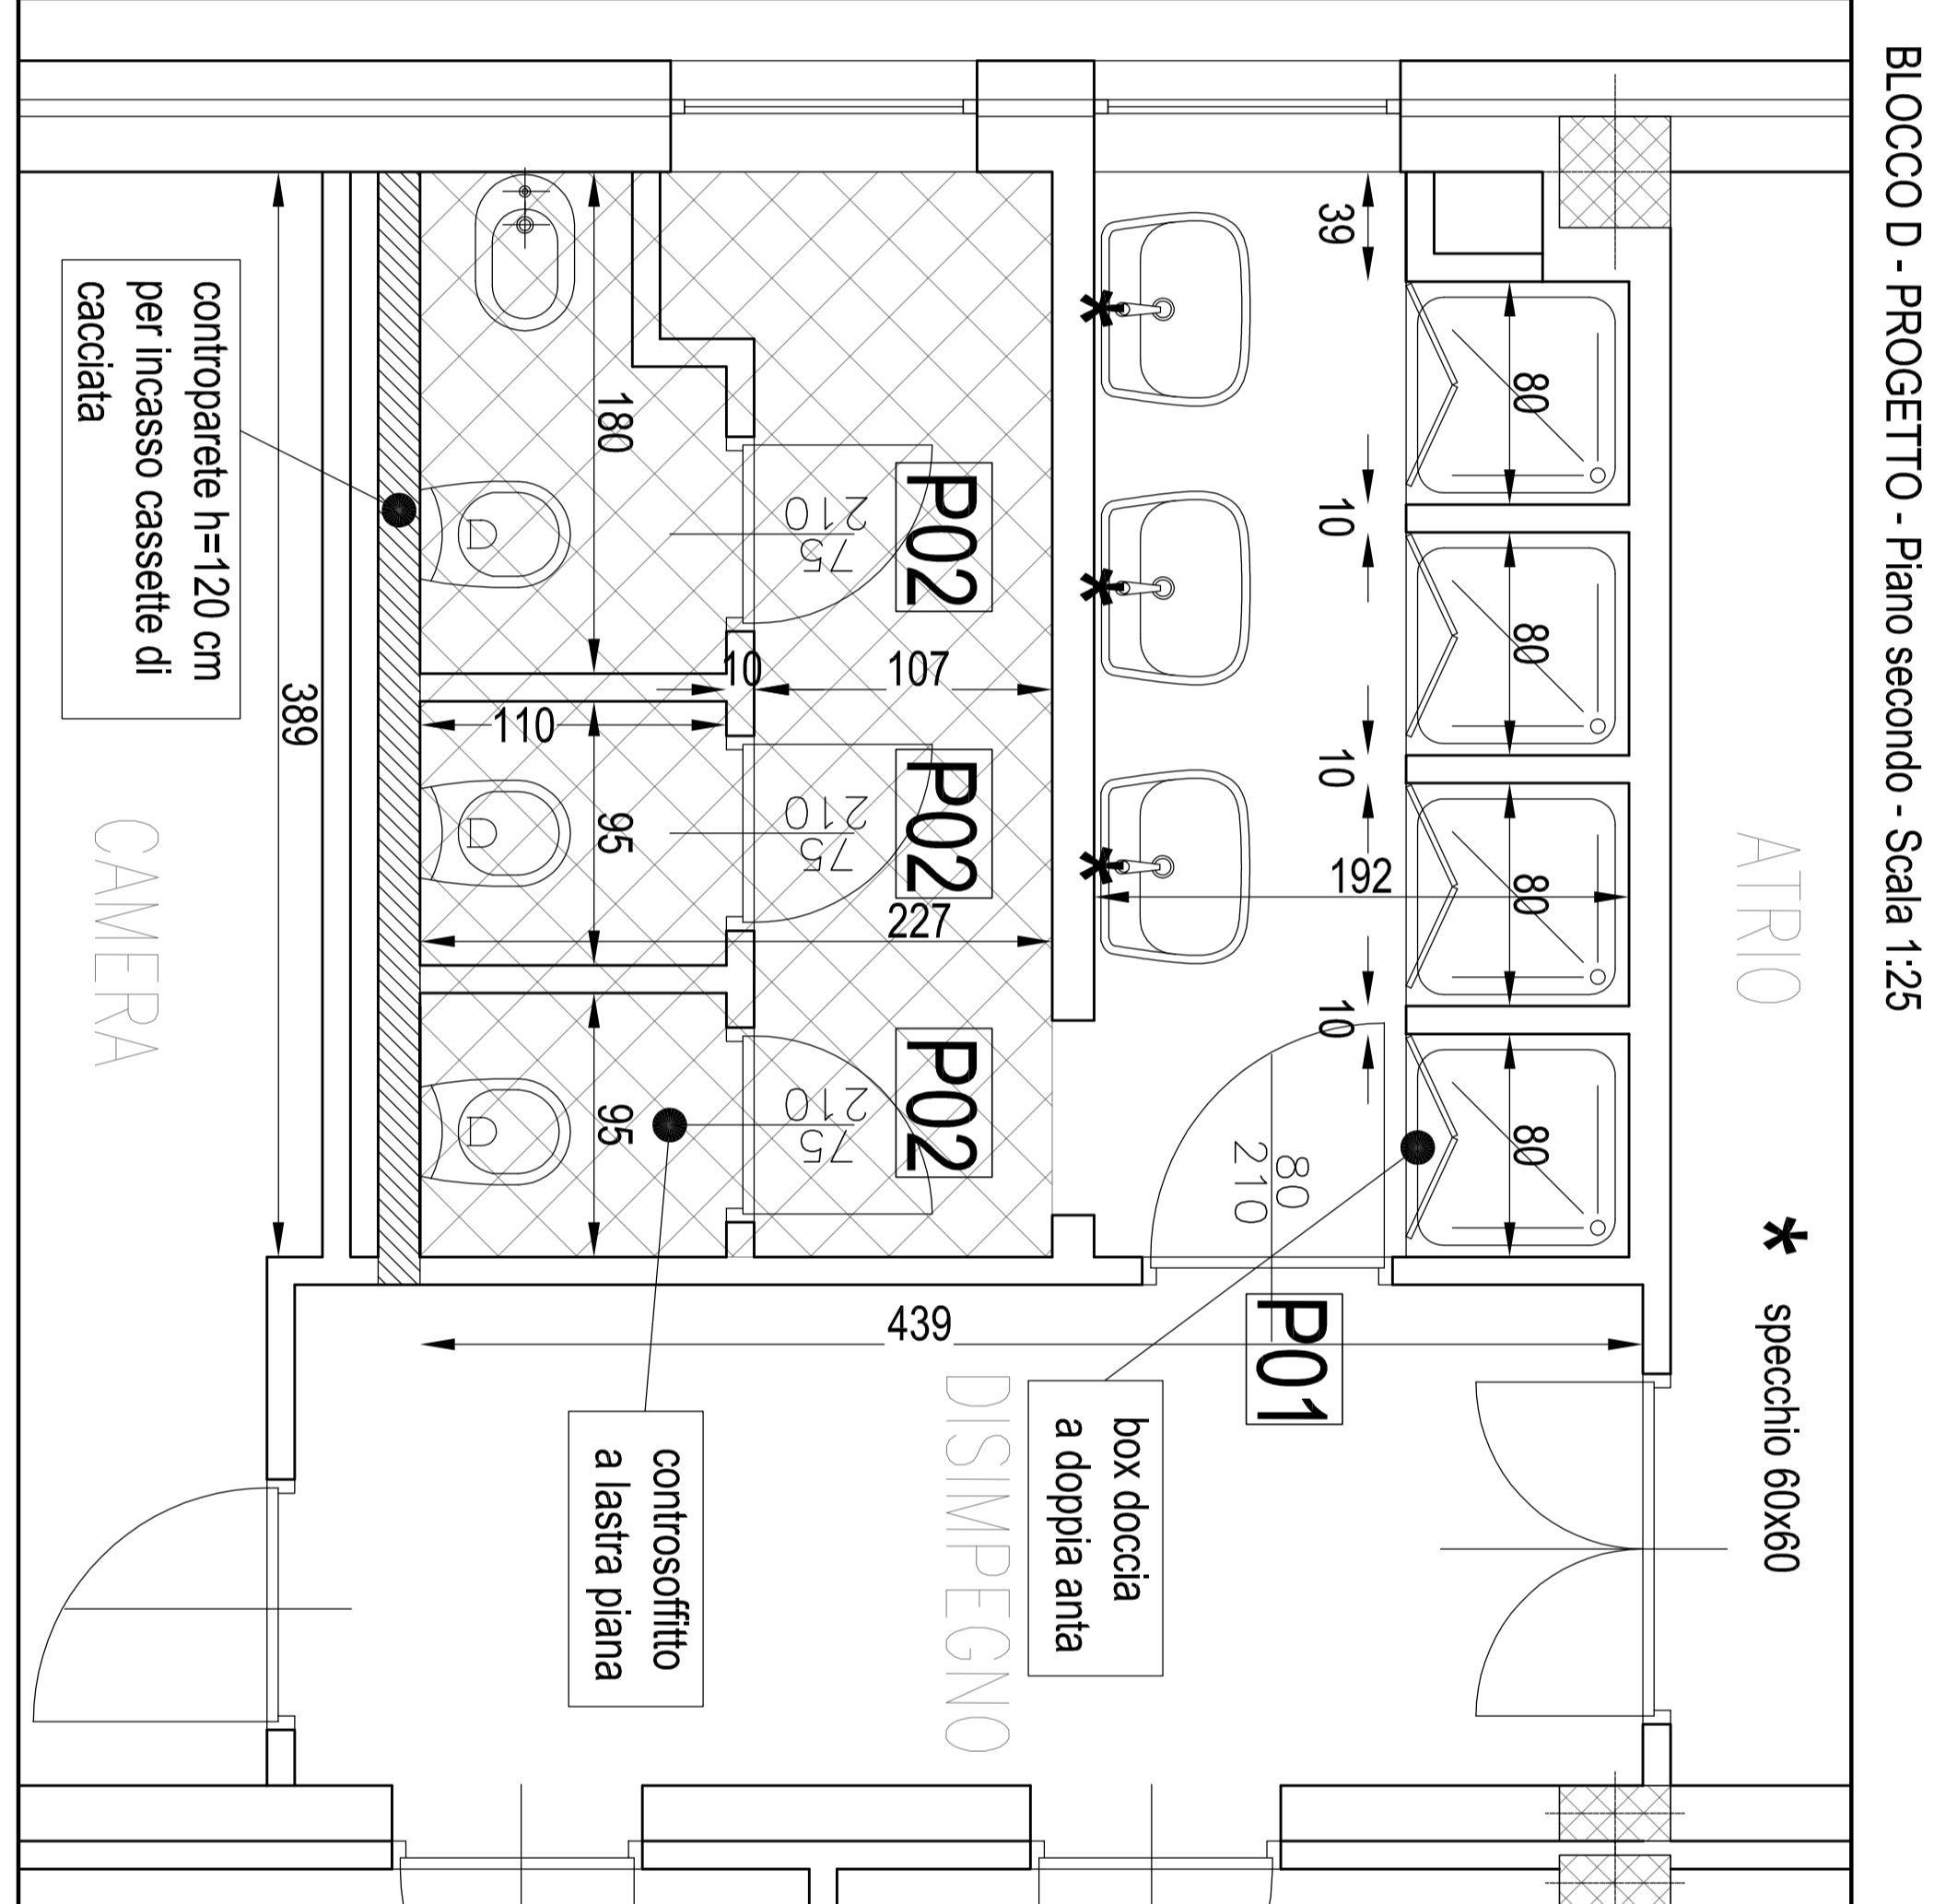 BLOCCO D - PROGETTO - Piano secondo - Scala 1:25
ATRIO
* specchio 60x60
80
80
80
80
39
10
10
10
192
*
*
*
80
210
P01
box doccia
a doppia anta
P02
P02
P02
107
227
439
DISIMPEGNO
210
75
210
75
210
75
10
110
180
95
95
controsoffitto
a lastra piana
389
controparete h=120 cm
per incasso cassette di
cacciata
CAMERA